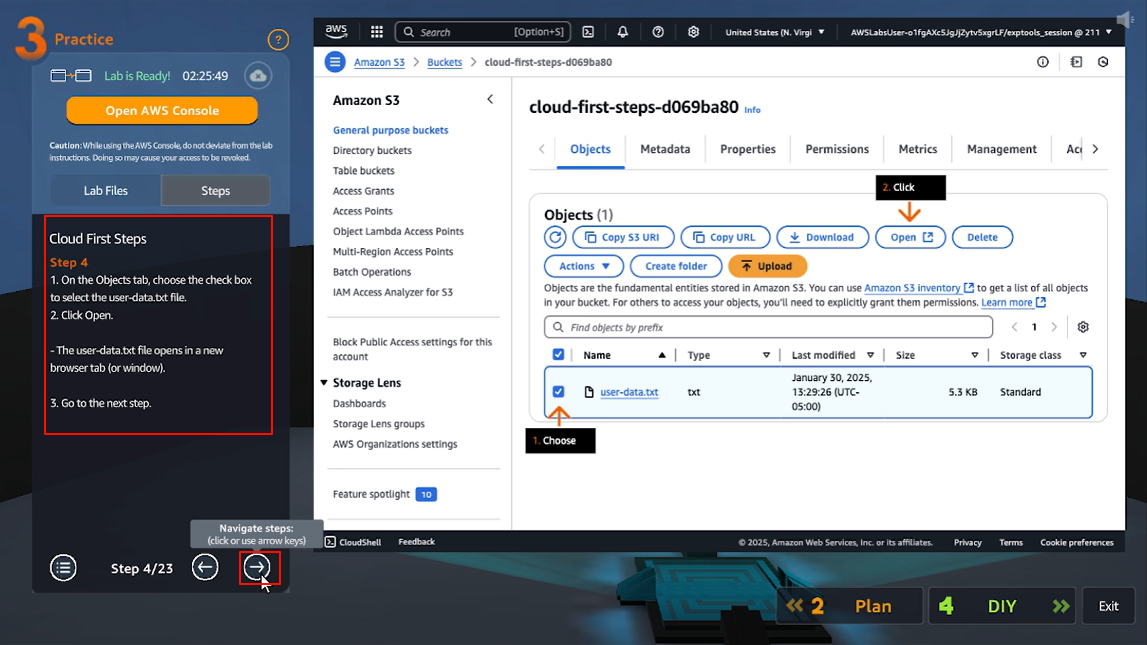 3 Practice
?
Lab is Ready! 02:25:49
Open AWS Console
Caution: While using the AWS Console, do not deviate from the lab
instructions. Doing so may cause your access to be revoked.
Lab Files
Steps
Cloud First Steps
Step 4
1. On the Objects tab, choose the check box
to select the user-data.txt file.
2. Click Open.
- The user-data.txt file opens in a new
browser tab (or window).
3. Go to the next step.
Navigate steps:
(click or use arrow keys)
Step 4/23
aws
Search [Option+S]
United States (N. Virgi
AWSLabsUser-o1fgAXc5JgJjZytv5xgrLF/exptools_session @ 211
Amazon S3 > Buckets > cloud-first-steps-d069ba80
Amazon S3
General purpose buckets
Directory buckets
Table buckets
Access Grants
Access Points
Object Lambda Access Points
Multi-Region Access Points
Batch Operations
IAM Access Analyzer for S3
Block Public Access settings for this
account
Storage Lens
Dashboards
Storage Lens groups
AWS Organizations settings
Feature spotlight 10
cloud-first-steps-d069ba80 Info
Objects
Metadata
Properties
Permissions
Metrics
Management
Acc
2. Click
Objects (1)
Copy S3 URI
Copy URL
Download
Open
Delete
Actions
Create folder
Upload
Objects are the fundamental entities stored in Amazon S3. You can use Amazon S3 inventory to get a list of all objects
in your bucket. For others to access your objects, you'll need to explicitly grant them permissions. Learn more
Find objects by prefix
1
Name
Type
Last modified
Size
Storage class
user-data.txt
txt
January 30, 2025,
13:29:26 (UTC-
05:00)
5.3 KB
Standard
1. Choose
CloudShell
Feedback
© 2025, Amazon Web Services, Inc. or its affiliates.
Privacy
Terms
Cookie preferences
2 Plan
4 DIY
Exit